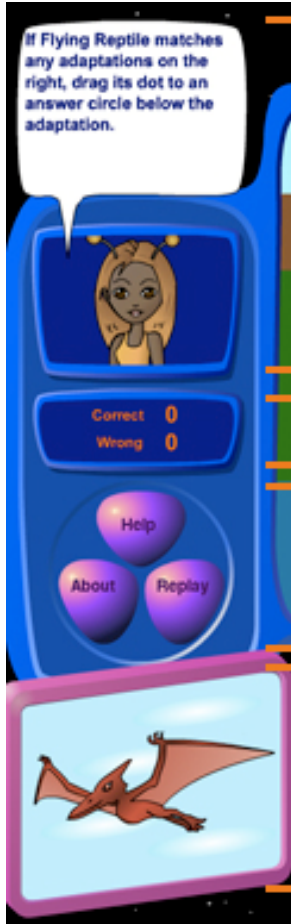 If Flying Reptile matches
any adaptations on the
right, drag its dot to an
answer circle below the
adaptation.
Correct 0
Wrong 0
Help
About Replay